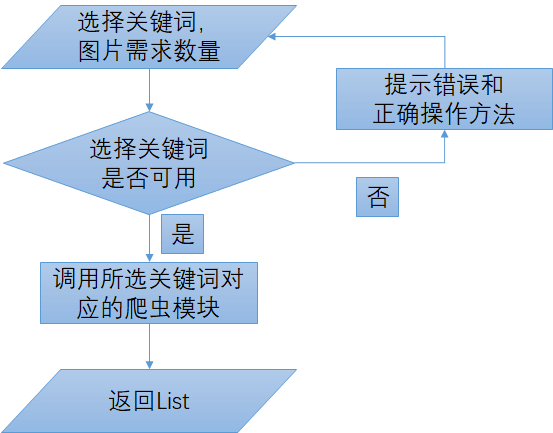 选择关键词,
图片需求数量
提示错误和
正确操作方法
选择关键词
是否可用
否
是
调用所选关键词对
应的爬虫模块
返回List